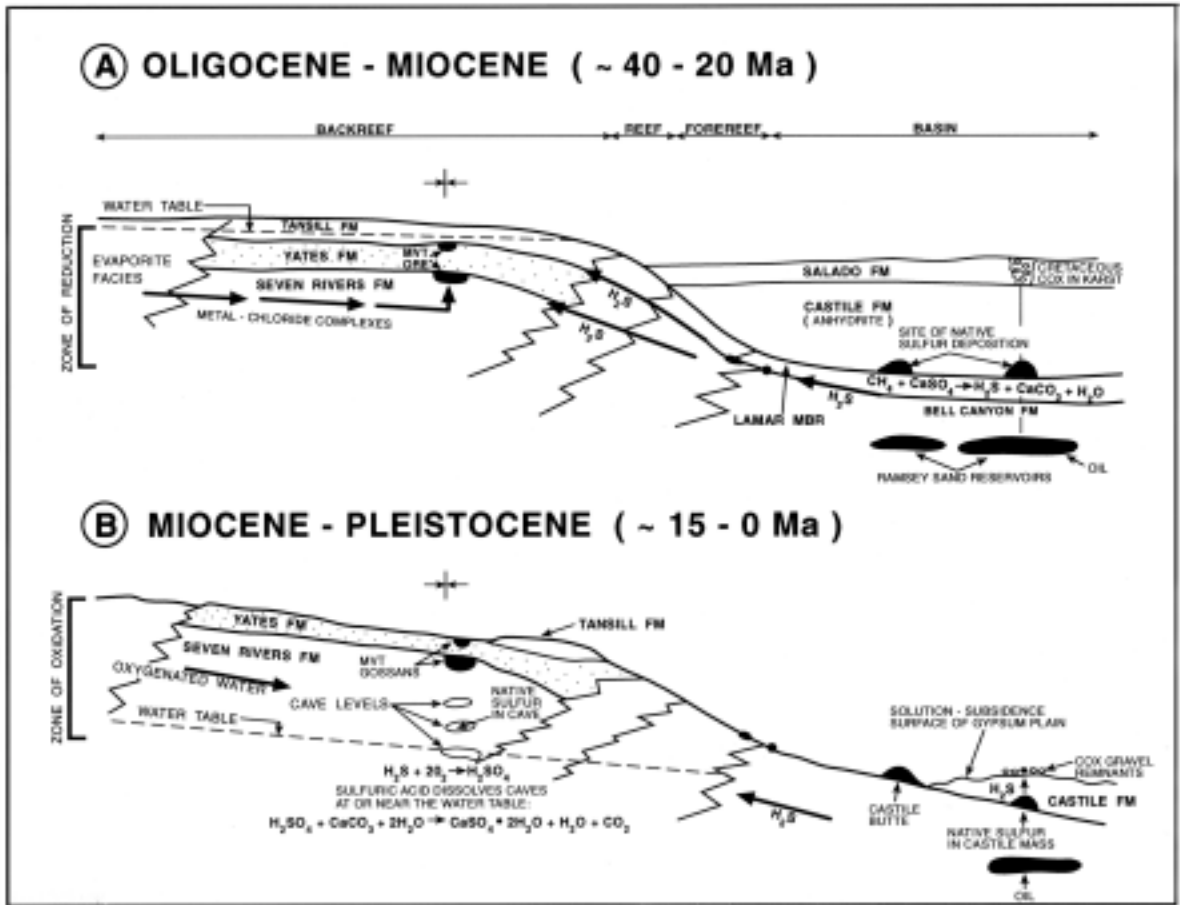 A OLIGOCENE - MIOCENE ( ~ 40 - 20 Ma )
BACKREEF REEF FOREREEF BASIN
WATER TABLE
TANSILL FM
ZONE OF REDUCTION
EVAPORITE
FACIES
YATES FM
MVT
ORE
SEVEN RIVERS FM
METAL - CHLORIDE COMPLEXES
H₂S
H₂S
SALADO FM
CRETACEOUS
COX IN KARST
CASTILE FM
( ANHYDRITE )
SITE OF NATIVE
SULFUR DEPOSITION
CH₄ + CaSO₄ → H₂S + CaCO₃ + H₂O
H₂S
BELL CANYON FM
LAMAR MBR
OIL
RAMSEY SAND RESERVOIRS
B MIOCENE - PLEISTOCENE ( ~ 15 - 0 Ma )
ZONE OF OXIDATION
YATES FM
TANSILL FM
SEVEN RIVERS FM
MVT
GOSSANS
OXYGENATED WATER
CAVE LEVELS
NATIVE
SULFUR
IN CAVE
WATER TABLE
H₂S + 2O₂ → H₂SO₄
SULFURIC ACID DISSOLVES CAVES
AT OR NEAR THE WATER TABLE:
H₂SO₄ + CaCO₃ + 2H₂O → CaSO₄ • 2H₂O + H₂O + CO₂
H₂S
SOLUTION - SUBSIDENCE
SURFACE OF GYPSUM PLAIN
COX GRAVEL
REMNANTS
H₂S
CASTILE FM
CASTILE
BUTTE
NATIVE SULFUR
IN CASTILE MASS
OIL